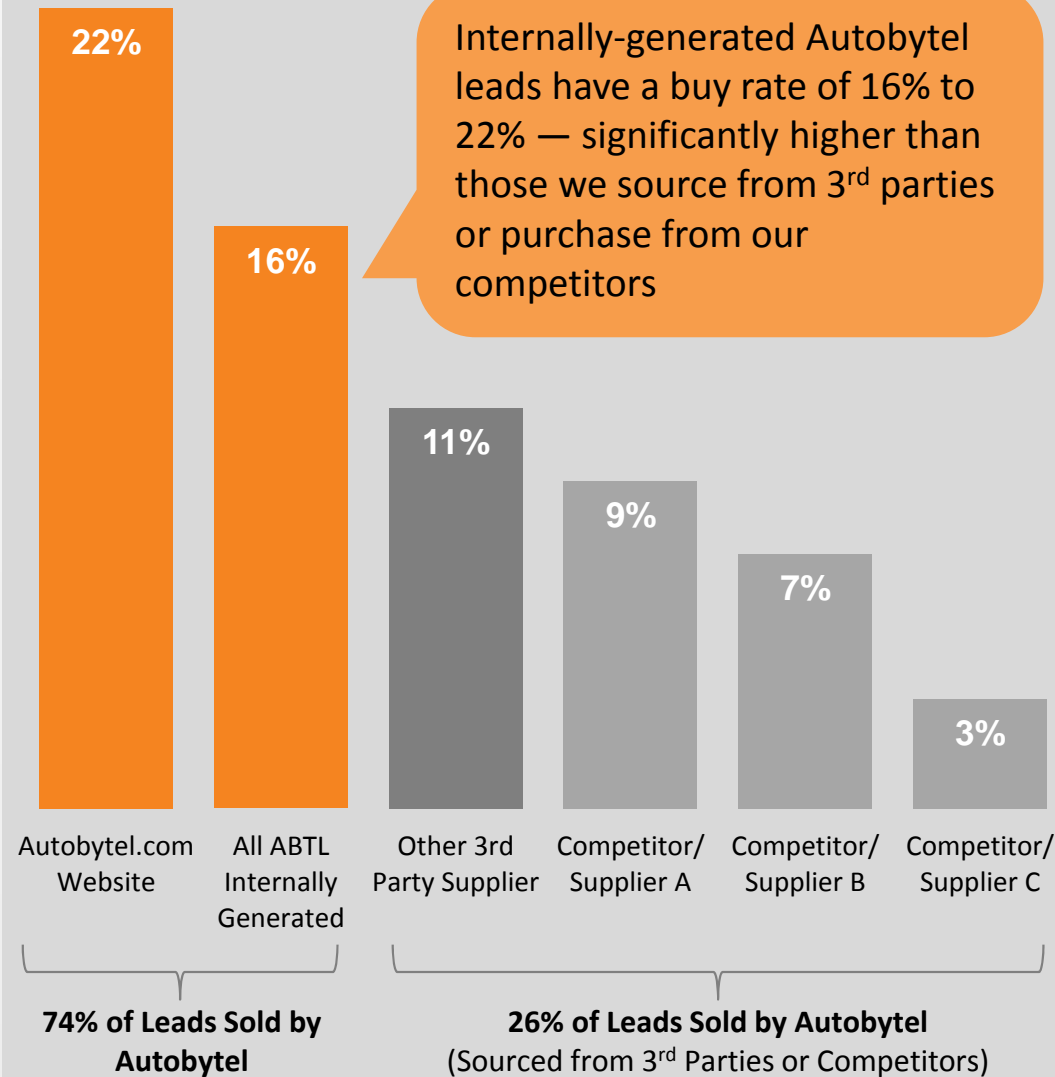 22%
Internally-generated Autobytel
leads have a buy rate of 16% to
22% — significantly higher than
those we source from 3rd parties
or purchase from our
competitors
16%
11%
9%
7%
3%
Autobytel.com
Website
All ABTL
Internally
Generated
Other 3rd
Party Supplier
Competitor/
Supplier A
Competitor/
Supplier B
Competitor/
Supplier C
74% of Leads Sold by
Autobytel
26% of Leads Sold by Autobytel
(Sourced from 3rd Parties or Competitors)